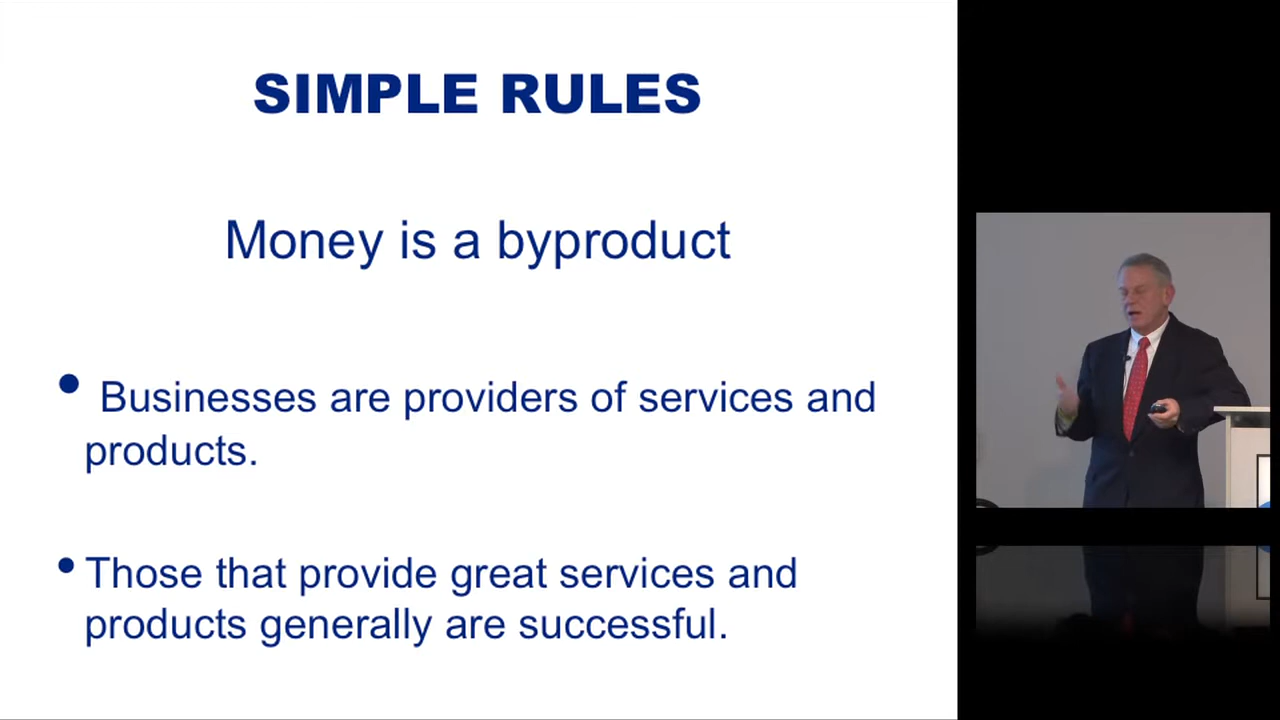 SIMPLE RULES
Money is a byproduct
• Businesses are providers of services and
products.
• Those that provide great services and
products generally are successful.